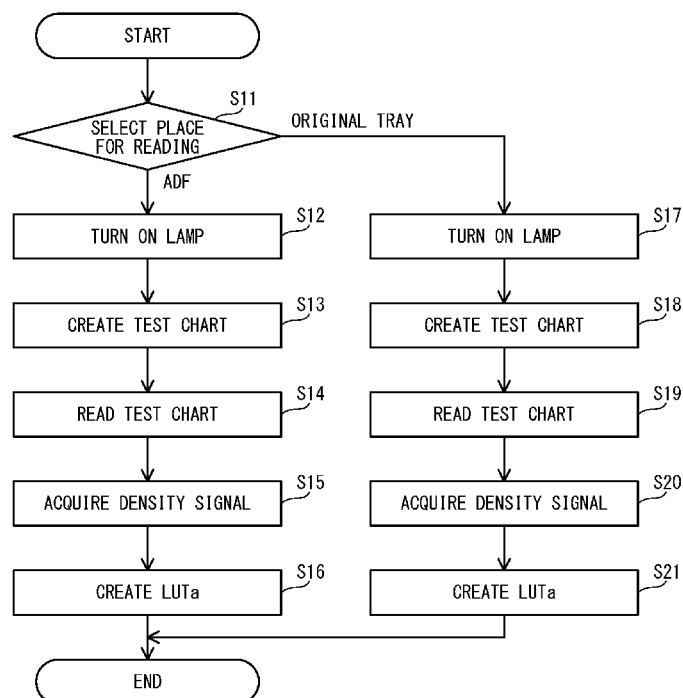 START
S11
SELECT PLACE
FOR READING
ORIGINAL TRAY
ADF
S12
TURN ON LAMP
S13
CREATE TEST CHART
S14
READ TEST CHART
S15
ACQUIRE DENSITY SIGNAL
S16
CREATE LUTa
S17
TURN ON LAMP
S18
CREATE TEST CHART
S19
READ TEST CHART
S20
ACQUIRE DENSITY SIGNAL
S21
CREATE LUTa
END